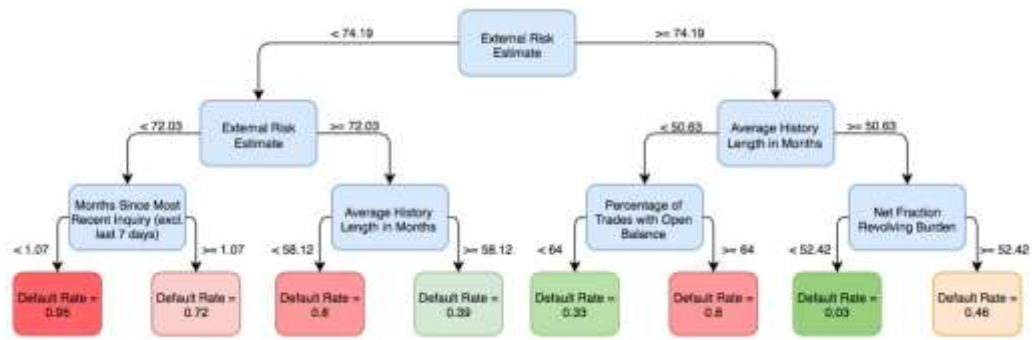 External Risk
Estimate
< 74.19
>= 74.19
External Risk
Estimate
Average History
Length in Months
<72.03
>= 72.03
< 50.63
>= 50.63
Months Since Most
Recent Inquiry (excl.
last 7 days)
Average History
Length in Months
Percentage of
Trades with Open
Balance
Net Fraction
Revolving Burden
< 1.07
>= 1.07
<58.12
>= 58.12
<64
>= 64
<52.42
>= 52.42
Default Rate =
0.95
Default Rate =
0.72
Default Rate =
0.8
Default Rate =
0.39
Default Rate =
0.33
Default Rate =
Default Rate =
0.03
Default Rate =